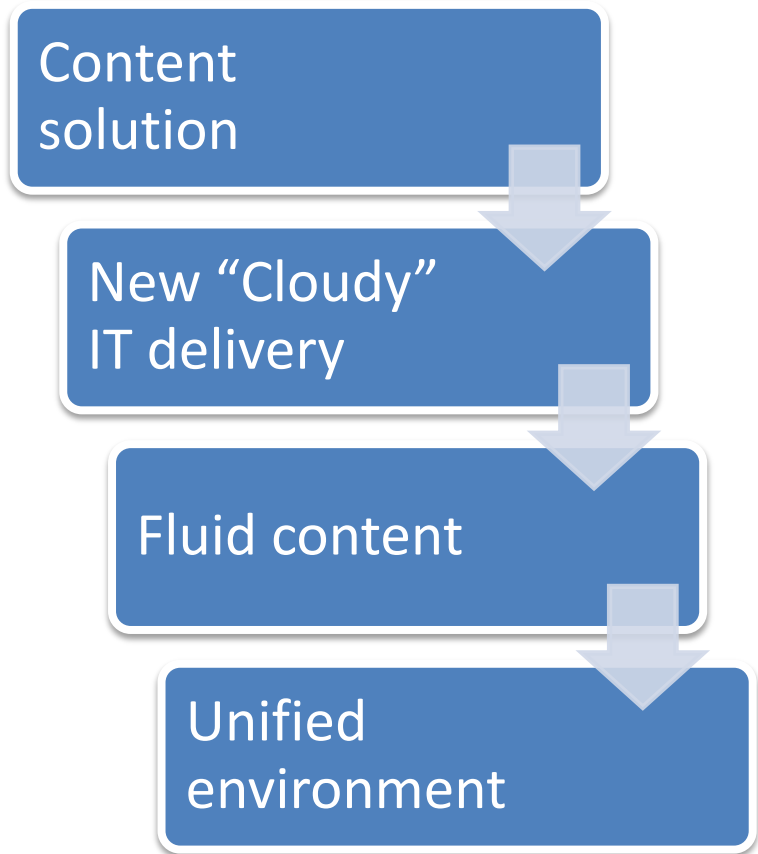 Content
solution
New “Cloudy”
IT delivery
Fluid content
Unified
environment